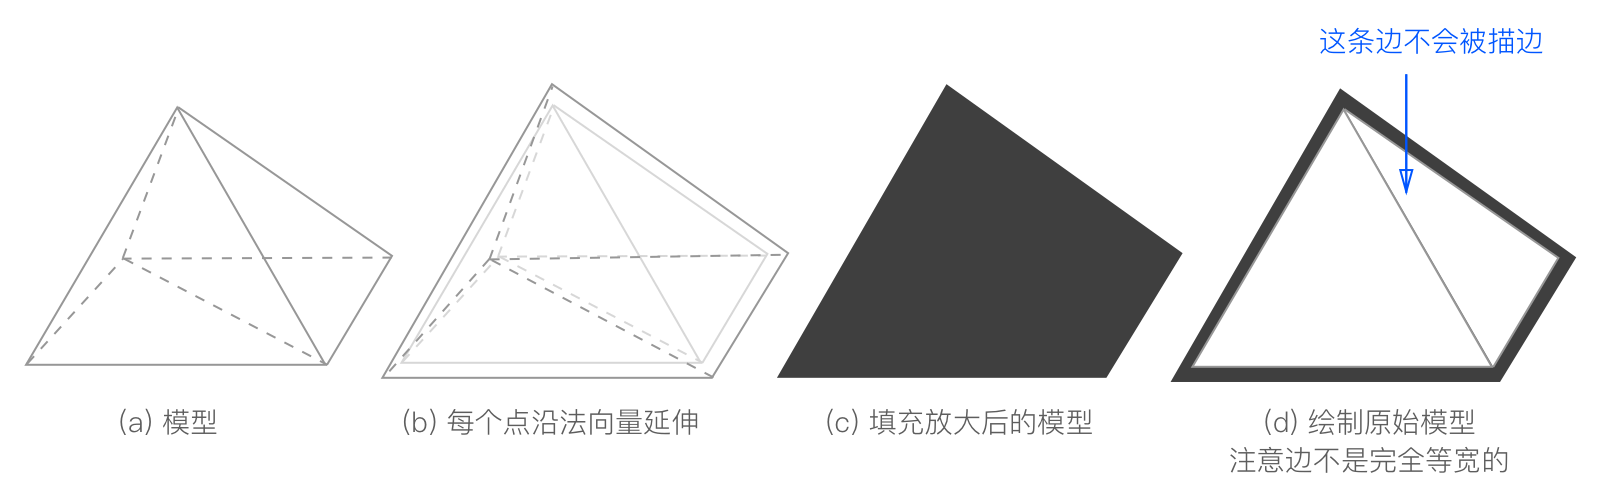 这条边不会被描边
(a) 模型
(b) 每个点沿法向量延伸
(c) 填充放大后的模型
(d) 绘制原始模型
注意边不是完全等宽的